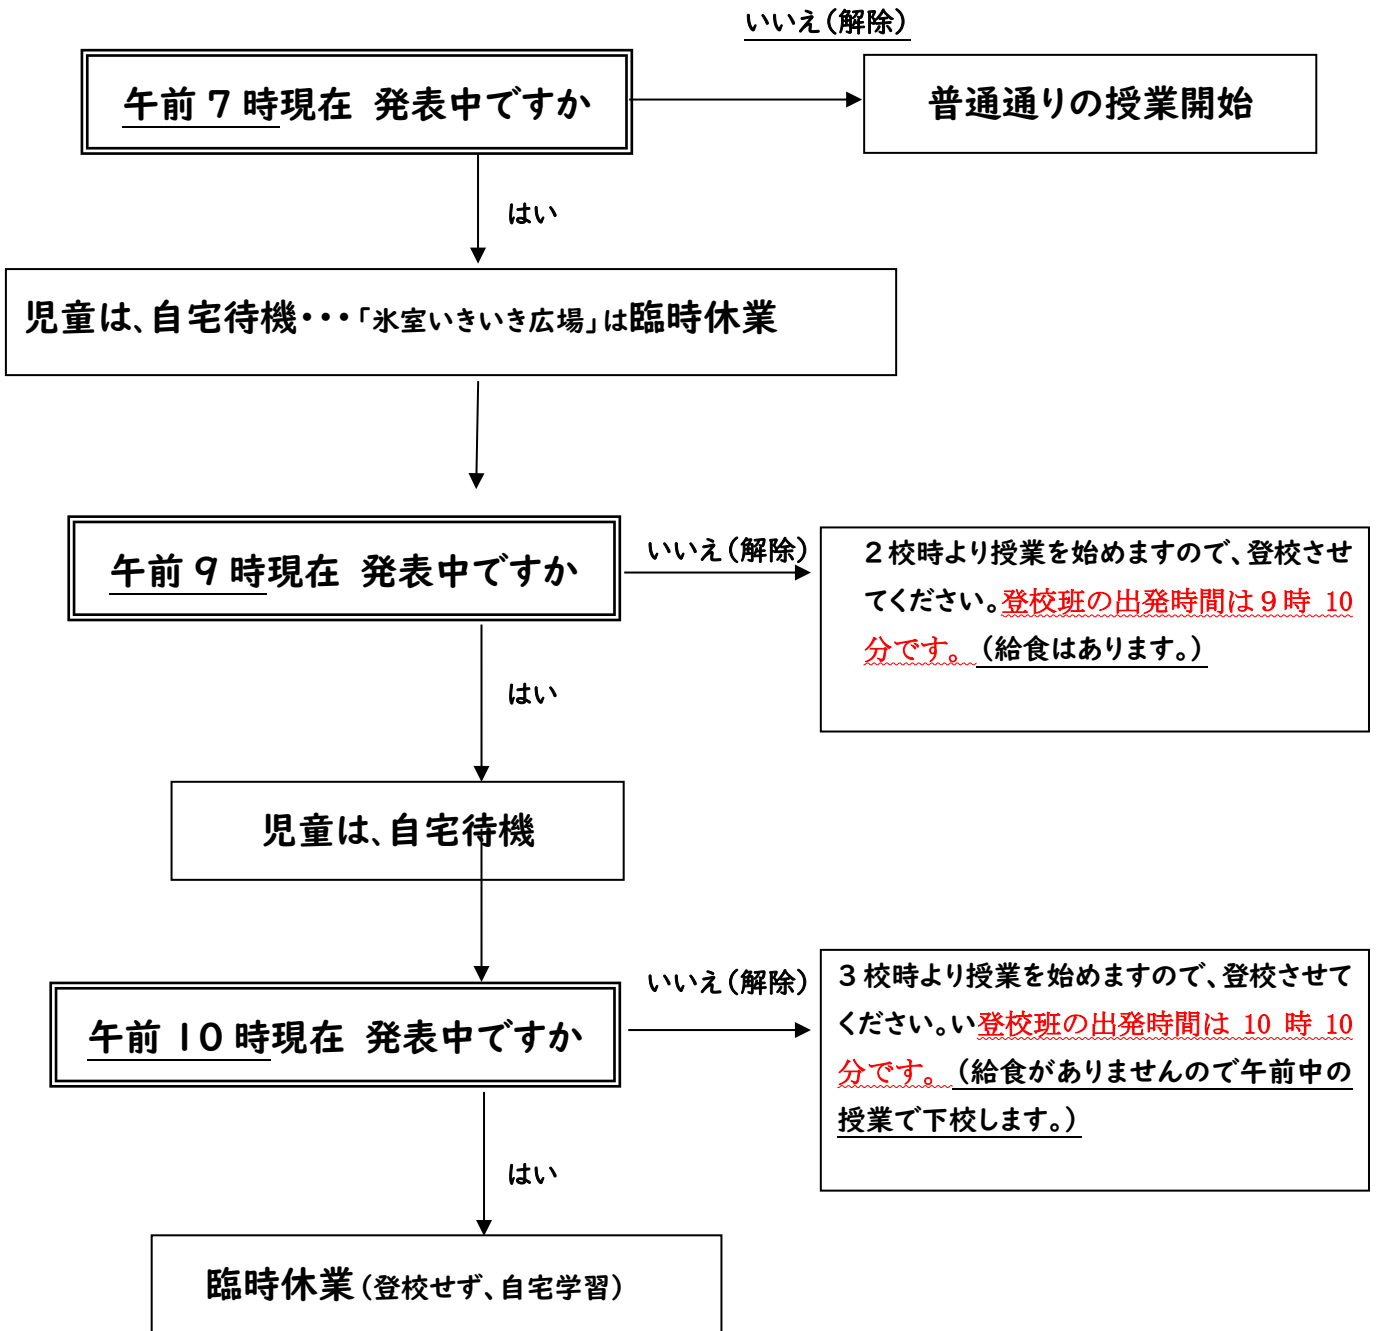 いいえ（解除）
午前７時現在 発表中ですか
普通通りの授業開始
はい
児童は、自宅待機・・・「氷室いきいき広場」は臨時休業
午前９時現在 発表中ですか
いいえ（解除）
２校時より授業を始めますので、登校させ
てください。登校班の出発時間は９時 10
分です。（給食はあります。）
はい
児童は、自宅待機
午前１０時現在 発表中ですか
いいえ（解除）
３校時より授業を始めますので、登校させて
ください。い登校班の出発時間は 10 時 10
分です。（給食がありませんので午前中の
授業で下校します。）
はい
臨時休業（登校せず、自宅学習）